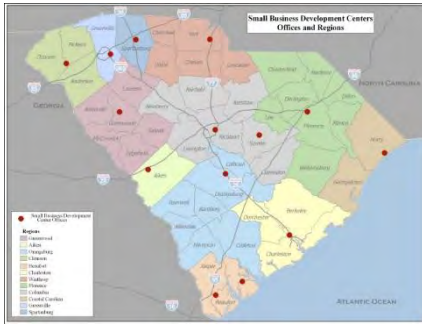 Small Business Development Centers
Offices and Regions
Greenville
Spartanburg
Cherokee
York
Pickens
Oconee
Anderson
Union
Chester
Lancaster
Chesterfield
Marlboro
NORTH CAROLINA
Laurens
Fairfield
Kershaw
Darlington
Dillon
GEORGIA
Abbeville
Greenwood
Newberry
Lee
Florence
Marion
Horry
McCormick
Saluda
Richland
Sumter
Edgefield
Lexington
Calhoun
Clarendon
Williamsburg
Georgetown
Aiken
Orangeburg
Barnwell
Bamberg
Dorchester
Berkeley
Allendale
Hampton
Colleton
Charleston
Jasper
Beaufort
ATLANTIC OCEAN
Small Business Development
Center Offices
Regions
Greenwood
Aiken
Orangeburg
Clemson
Beaufort
Charleston
Winthrop
Florence
Columbia
Coastal Carolina
Greenville
Spartanburg